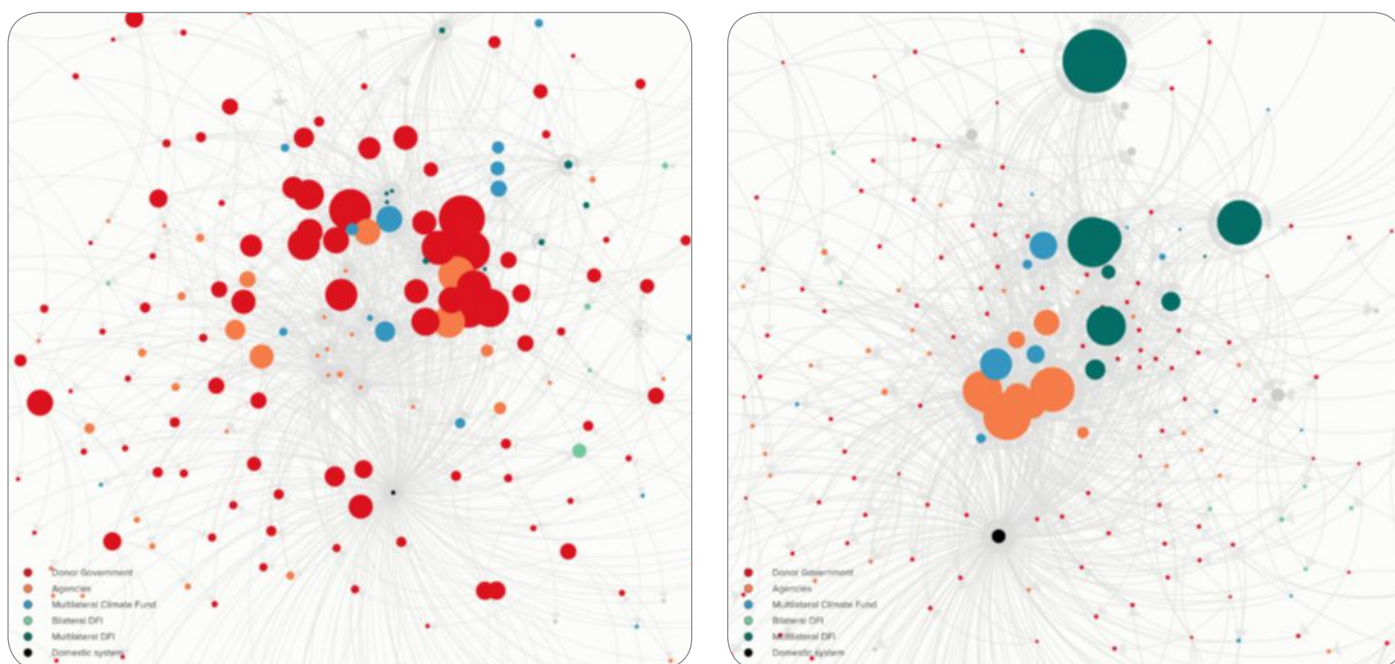 Donor Government
Agencies
Multilateral Climate Fund
Bilateral DFI
Multilateral DFI
Domestic system
Donor Government
Agencies
Multilateral Climate Fund
Bilateral DFI
Multilateral DFI
Domestic system